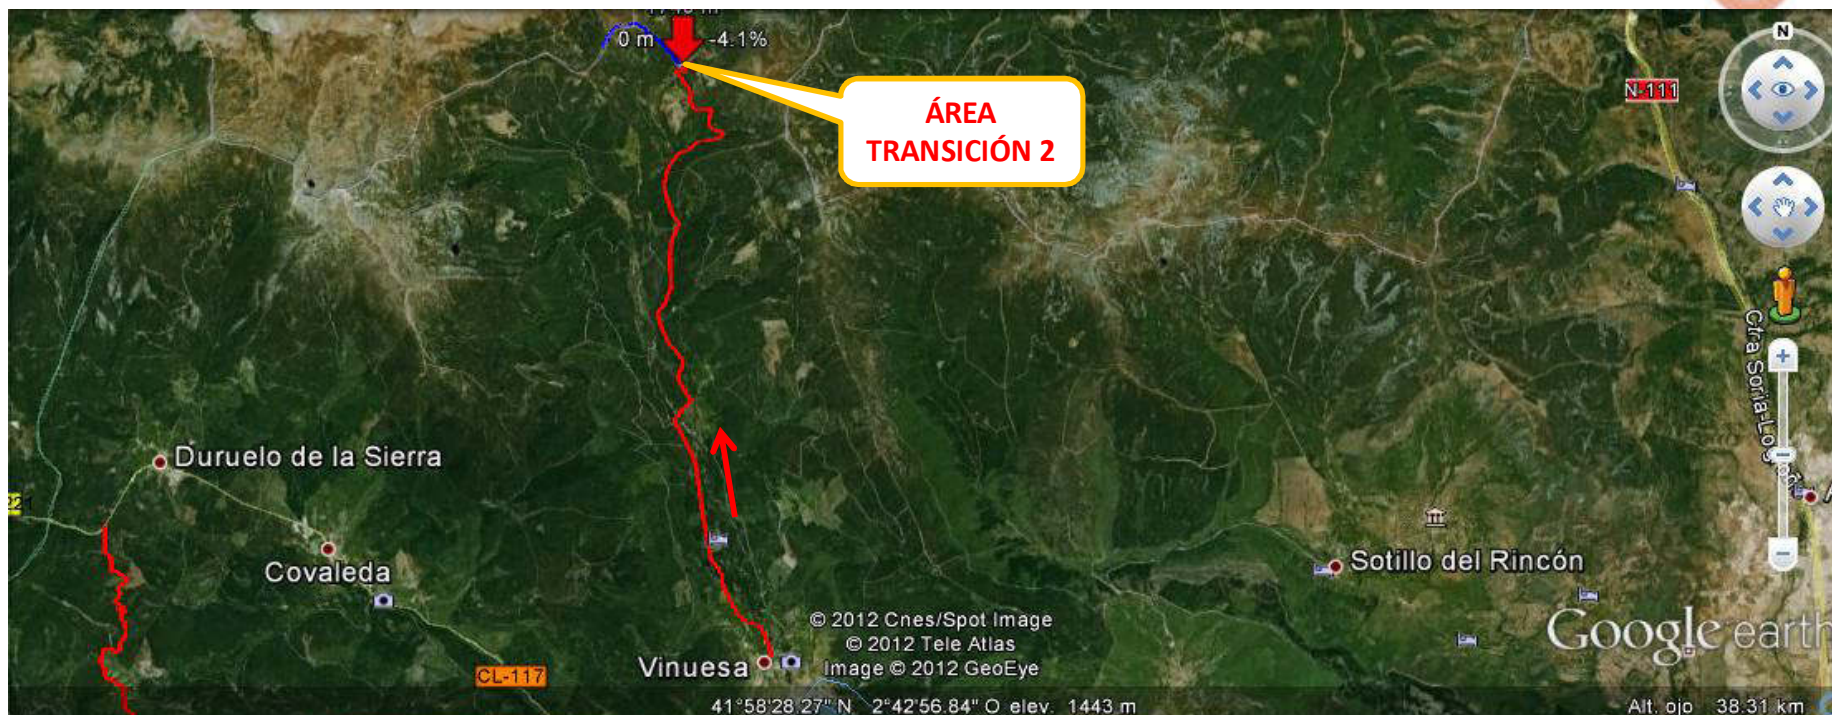 0 m
-4.1%
N
N-111
ÁREA
TRANSICIÓN 2
Ctra Soria-Lo
Duruelo de la Sierra
Covaleda
Sotillo del Rincón
© 2012 Cnes/Spot Image
© 2012 Tele Atlas
Image © 2012 GeoEye
Google earth
Vinuesa
CL-117
41°58'28.27" N 2°42'56.84" O elev. 1443 m
Alt. ojo 38.31 km